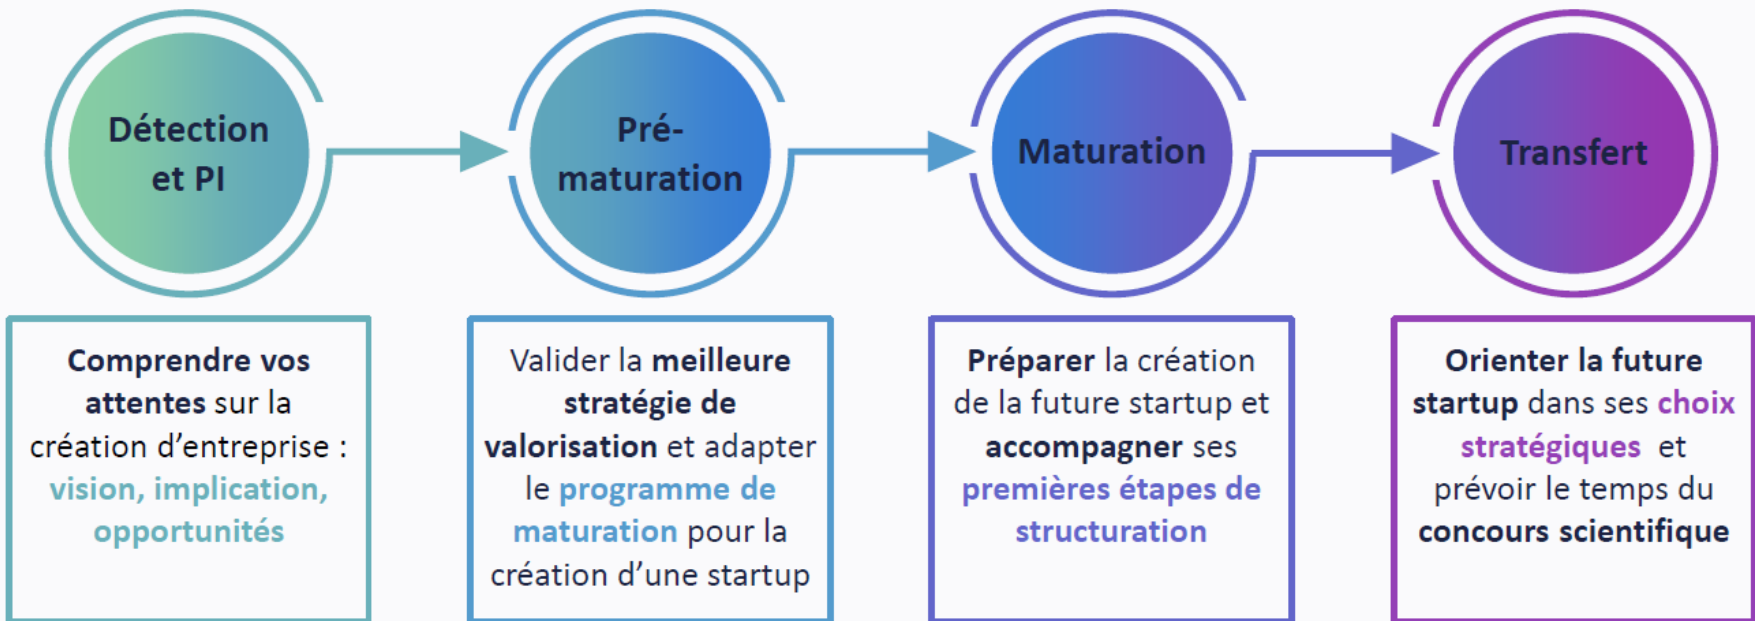 Détection
et PI
Pré-
maturation
Maturation
Transfert
Comprendre vos
attentes sur la
création d’entreprise :
vision, implication,
opportunités
Valider la meilleure
stratégie de
valorisation et adapter
le programme de
maturation pour la
création d’une startup
Préparer la création
de la future startup et
accompagner ses
premières étapes de
structuration
Orienter la future
startup dans ses choix
stratégiques et
prévoir le temps du
concours scientifique